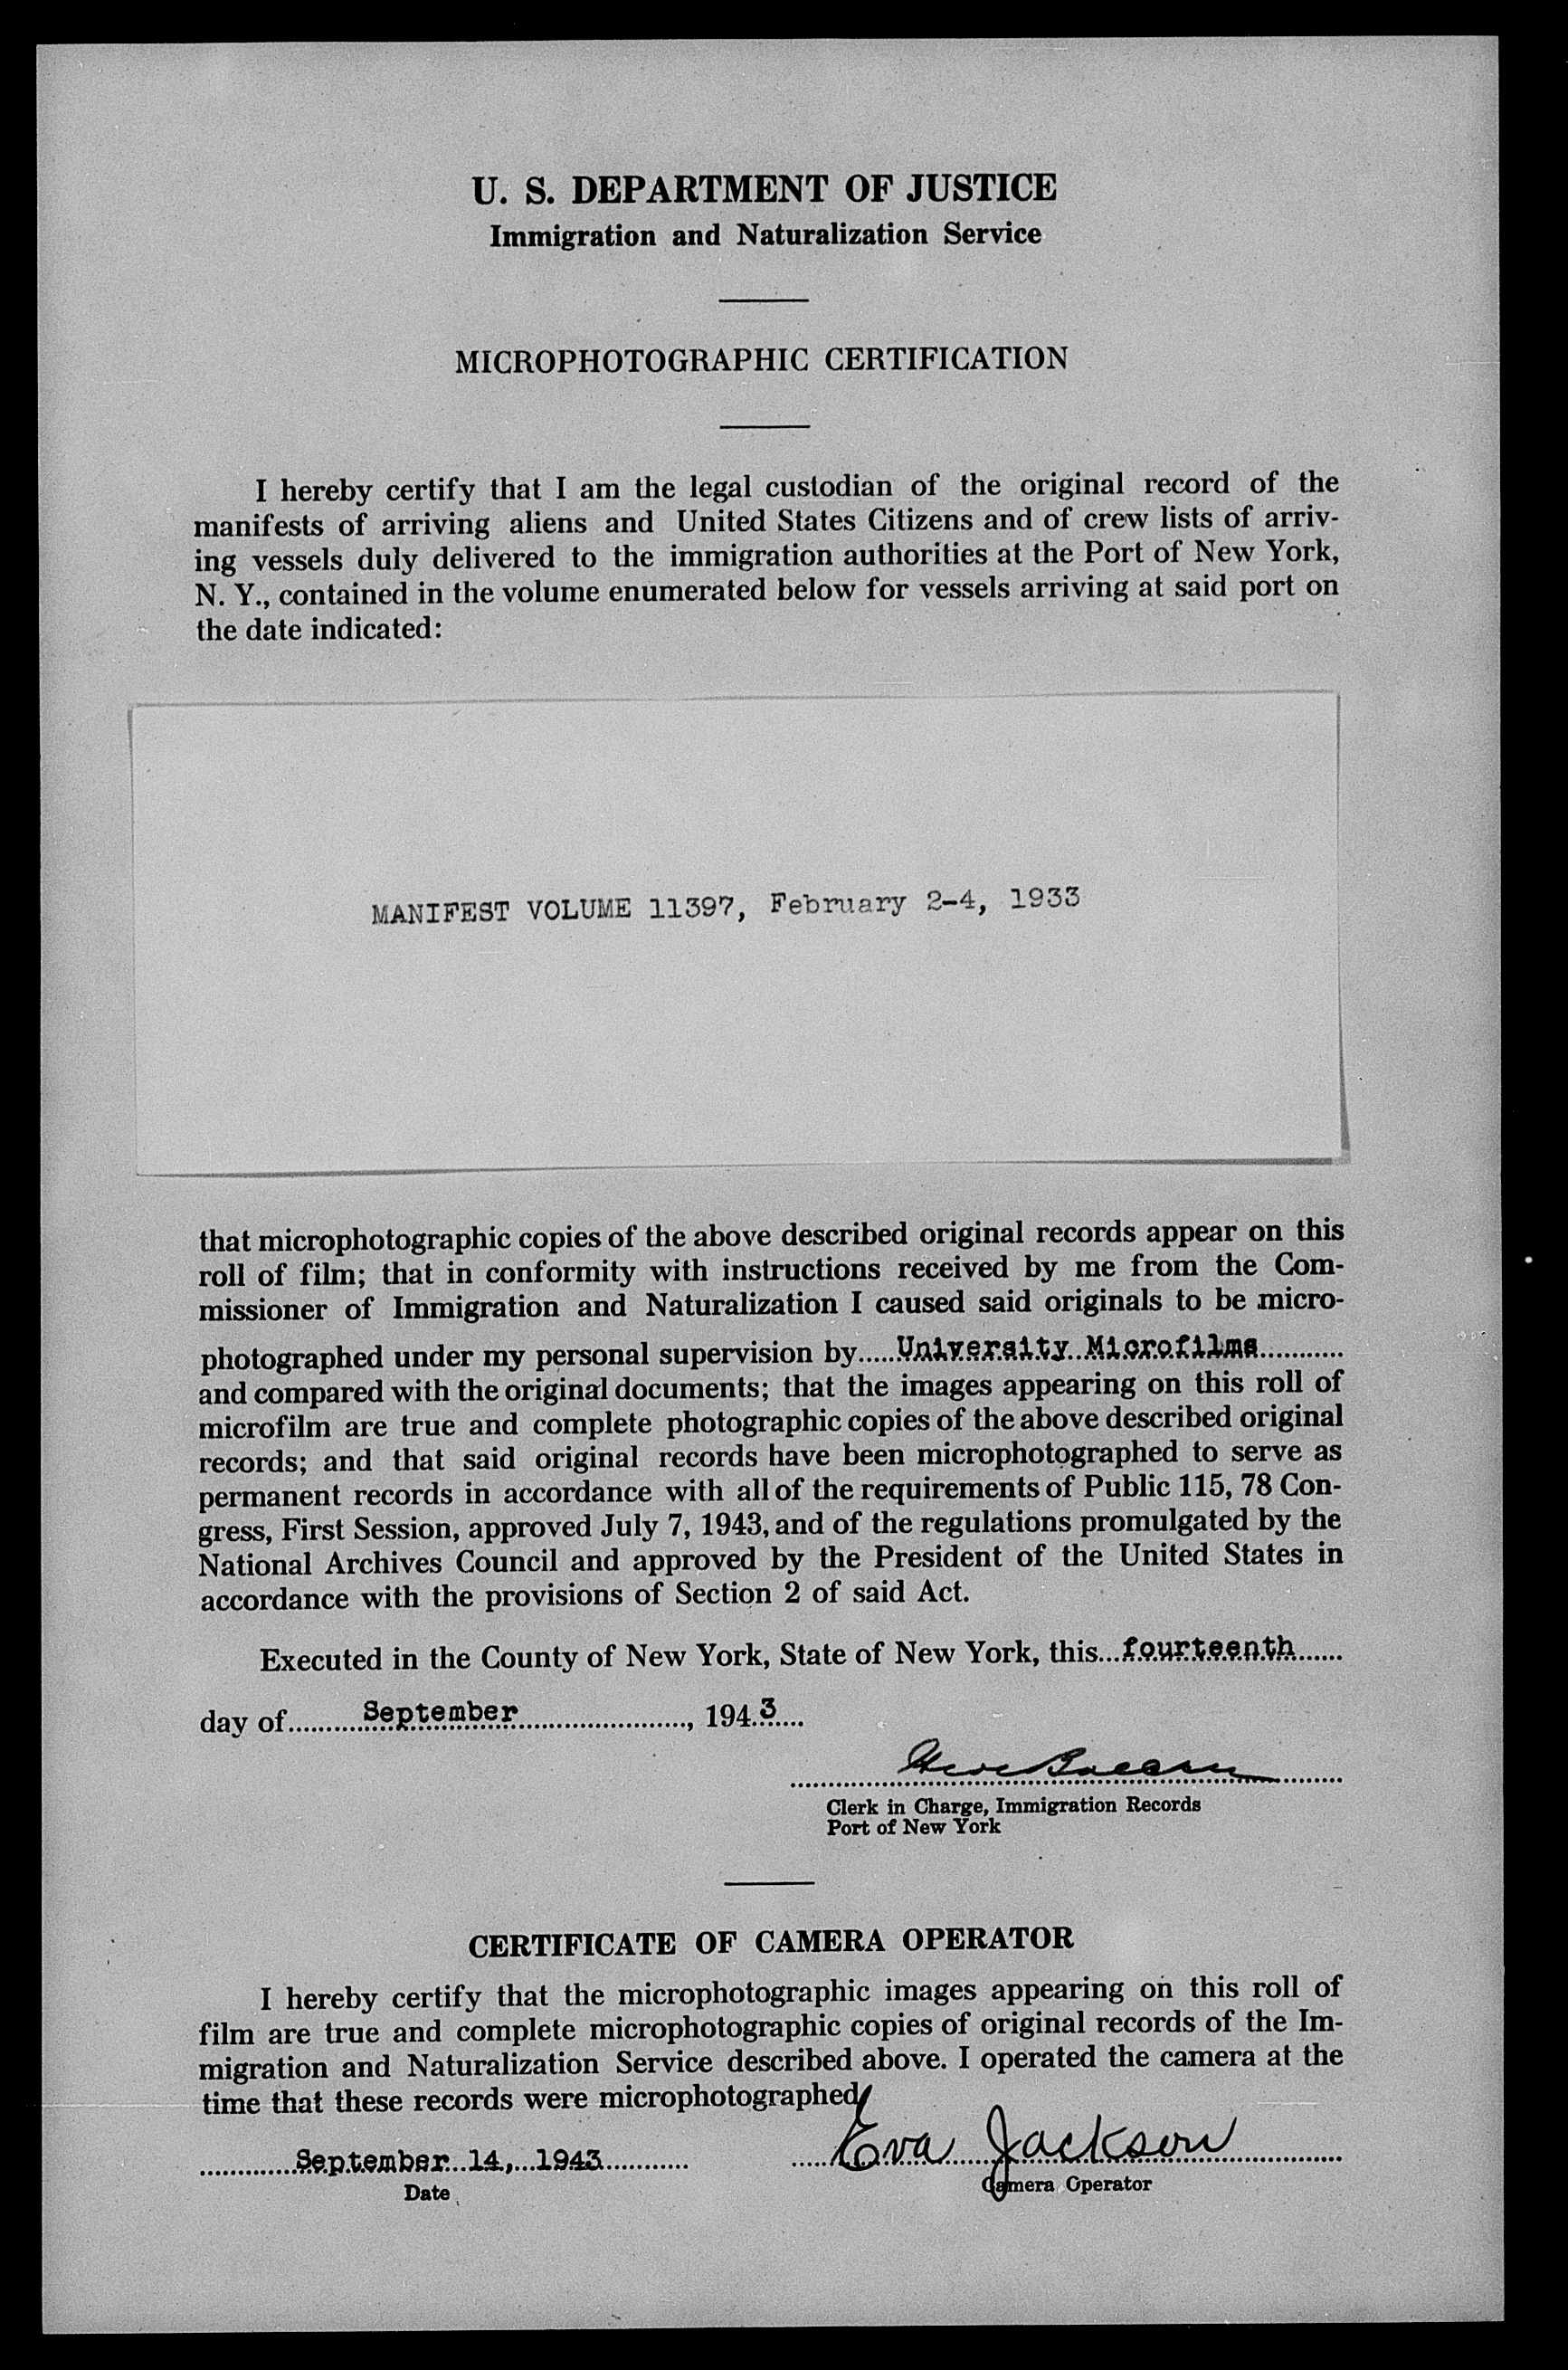 U. S. DEPARTMENT OF JUSTICE
Immigration and Naturalization Service
MICROPHOTOGRAPHIC CERTIFICATION
I hereby certify that I am the legal custodian of the original record of the
manifests of arriving aliens and United States Citizens and of crew lists of arriv-
ing vessels duly delivered to the immigration authorities at the Port of New York,
N. Y., contained in the volume enumerated below for vessels arriving at said port on
the date indicated:
MANIFEST VOLUME 11397, February 2-4, 1933
that microphotographic copies of the above described original records appear on this
roll of film; that in conformity with instructions received by me from the Com-
missioner of Immigration and Naturalization I caused said originals to be micro-
photographed under my personal supervision by.....University Microfilms...........
and compared with the original documents; that the images appearing on this roll of
microfilm are true and complete photographic copies of the above described original
records; and that said original records have been microphotographed to serve as
permanent records in accordance with all of the requirements of Public 115, 78 Con-
gress, First Session, approved July 7, 1943, and of the regulations promulgated by the
National Archives Council and approved by the President of the United States in
accordance with the provisions of Section 2 of said Act.
Executed in the County of New York, State of New York, this...fourteenth......
day of...........September......................., 194.3....
Clerk in Charge, Immigration Records
Port of New York
CERTIFICATE OF CAMERA OPERATOR
I hereby certify that the microphotographic images appearing on this roll of
film are true and complete microphotographic copies of original records of the Im-
migration and Naturalization Service described above. I operated the camera at the
time that these records were microphotographed
.............September 14, 1943........... Eva Jackson
Date Camera Operator